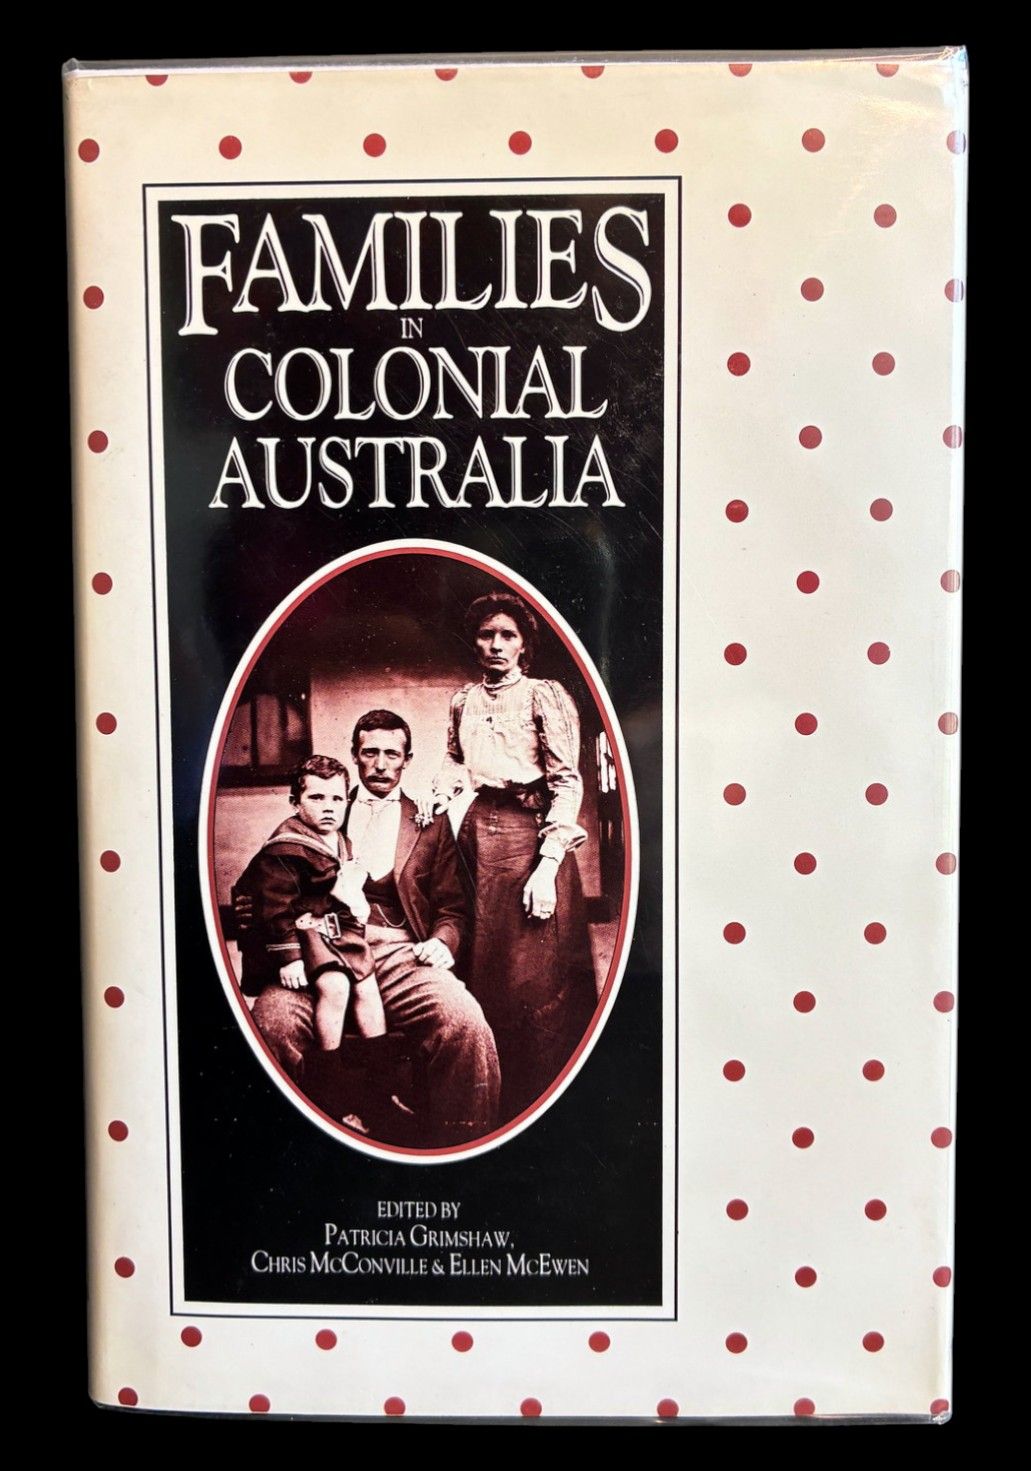 FAMILIES
IN
COLONIAL
AUSTRALIA
EDITED BY
PATRICIA GRIMSHAW,
CHRIS MCCONVILLE & ELLEN MCEWEN